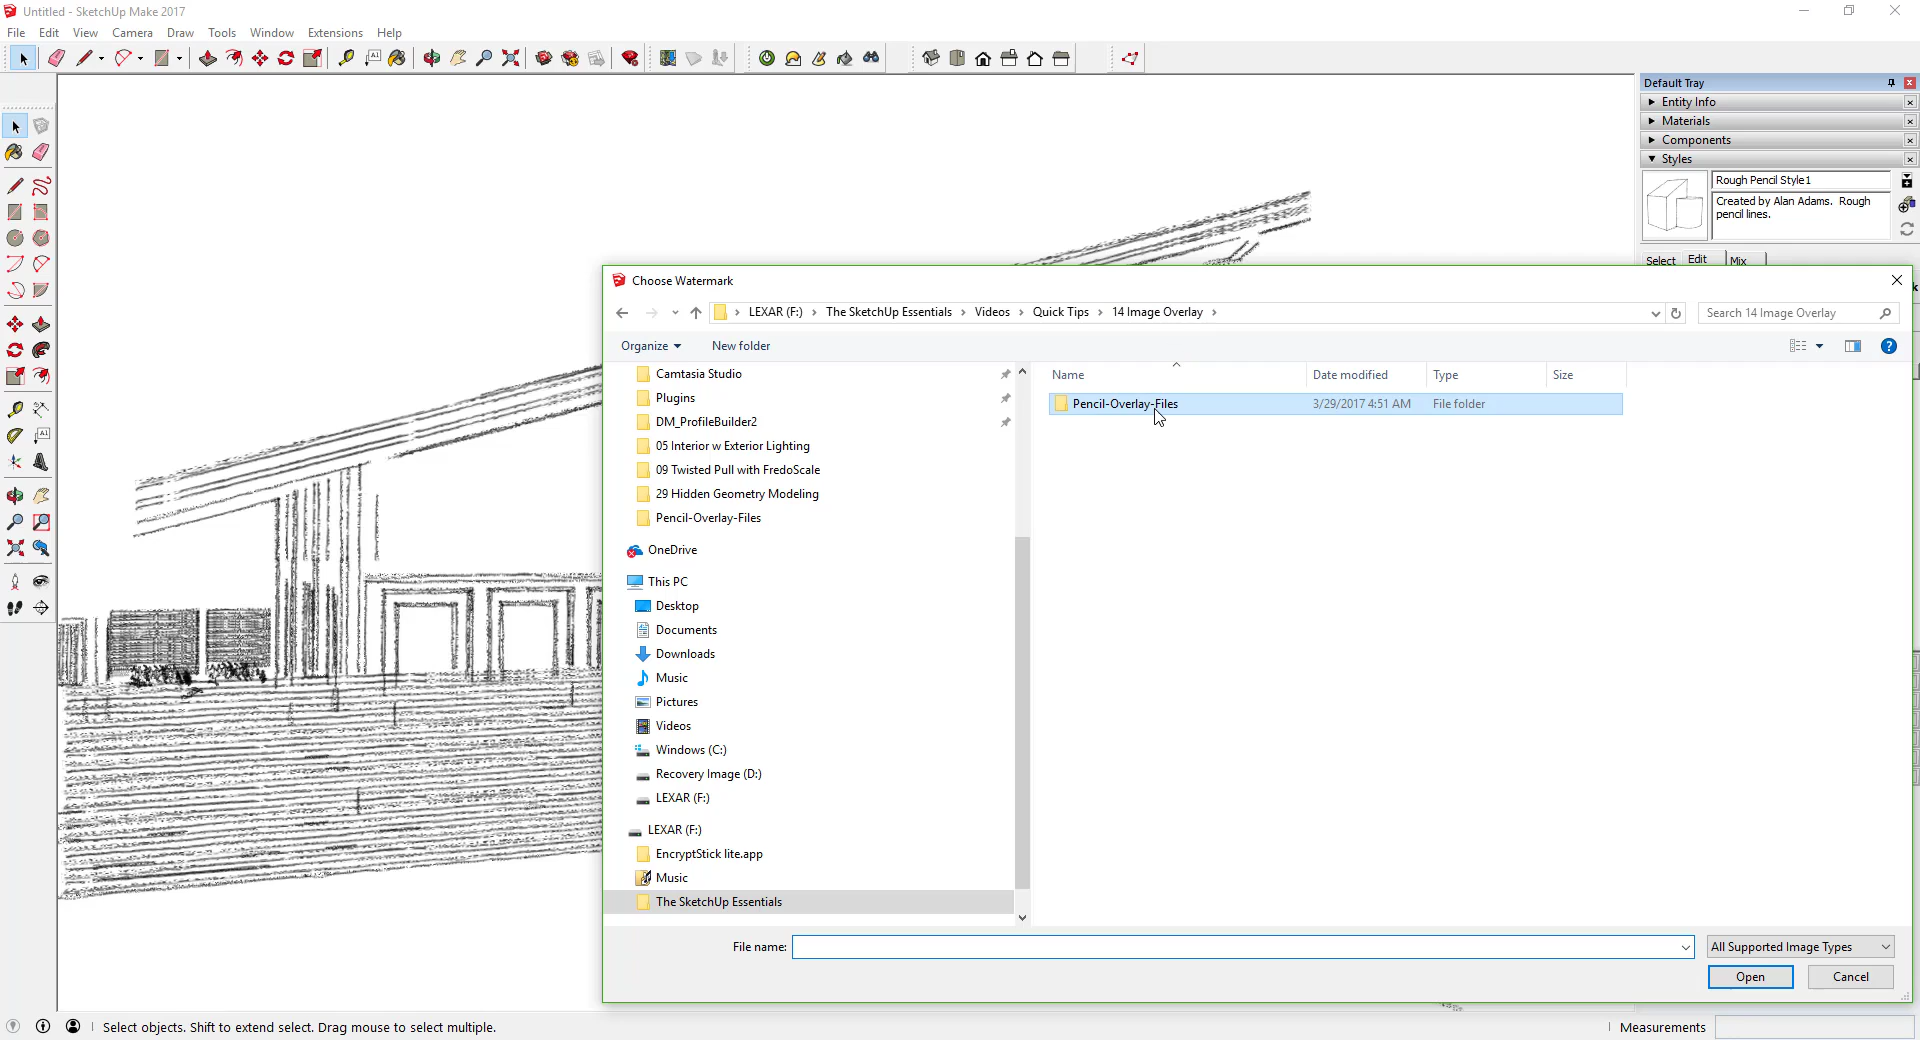 Untitled - SketchUp Make 2017
File Edit View Camera Draw Tools Window Extensions Help
Default Tray
Entity Info
Materials
Components
Styles
Rough Pencil Style1
Created by Alan Adams. Rough
pencil lines.
Select Edit Mix
Choose Watermark
LEXAR (F:) The SketchUp Essentials Videos Quick Tips 14 Image Overlay
Search 14 Image Overlay
Organize New folder
Name Date modified Type Size
Pencil-Overlay-Files 3/29/2017 4:51 AM File folder
Camtasia Studio
Plugins
DM_ProfileBuilder2
05 Interior w Exterior Lighting
09 Twisted Pull with FredoScale
29 Hidden Geometry Modeling
Pencil-Overlay-Files
OneDrive
This PC
Desktop
Documents
Downloads
Music
Pictures
Videos
Windows (C:)
Recovery Image (D:)
LEXAR (F:)
LEXAR (F:)
EncryptStick lite.app
Music
The SketchUp Essentials
File name:
All Supported Image Types
Open Cancel
Select objects. Shift to extend select. Drag mouse to select multiple.
Measurements